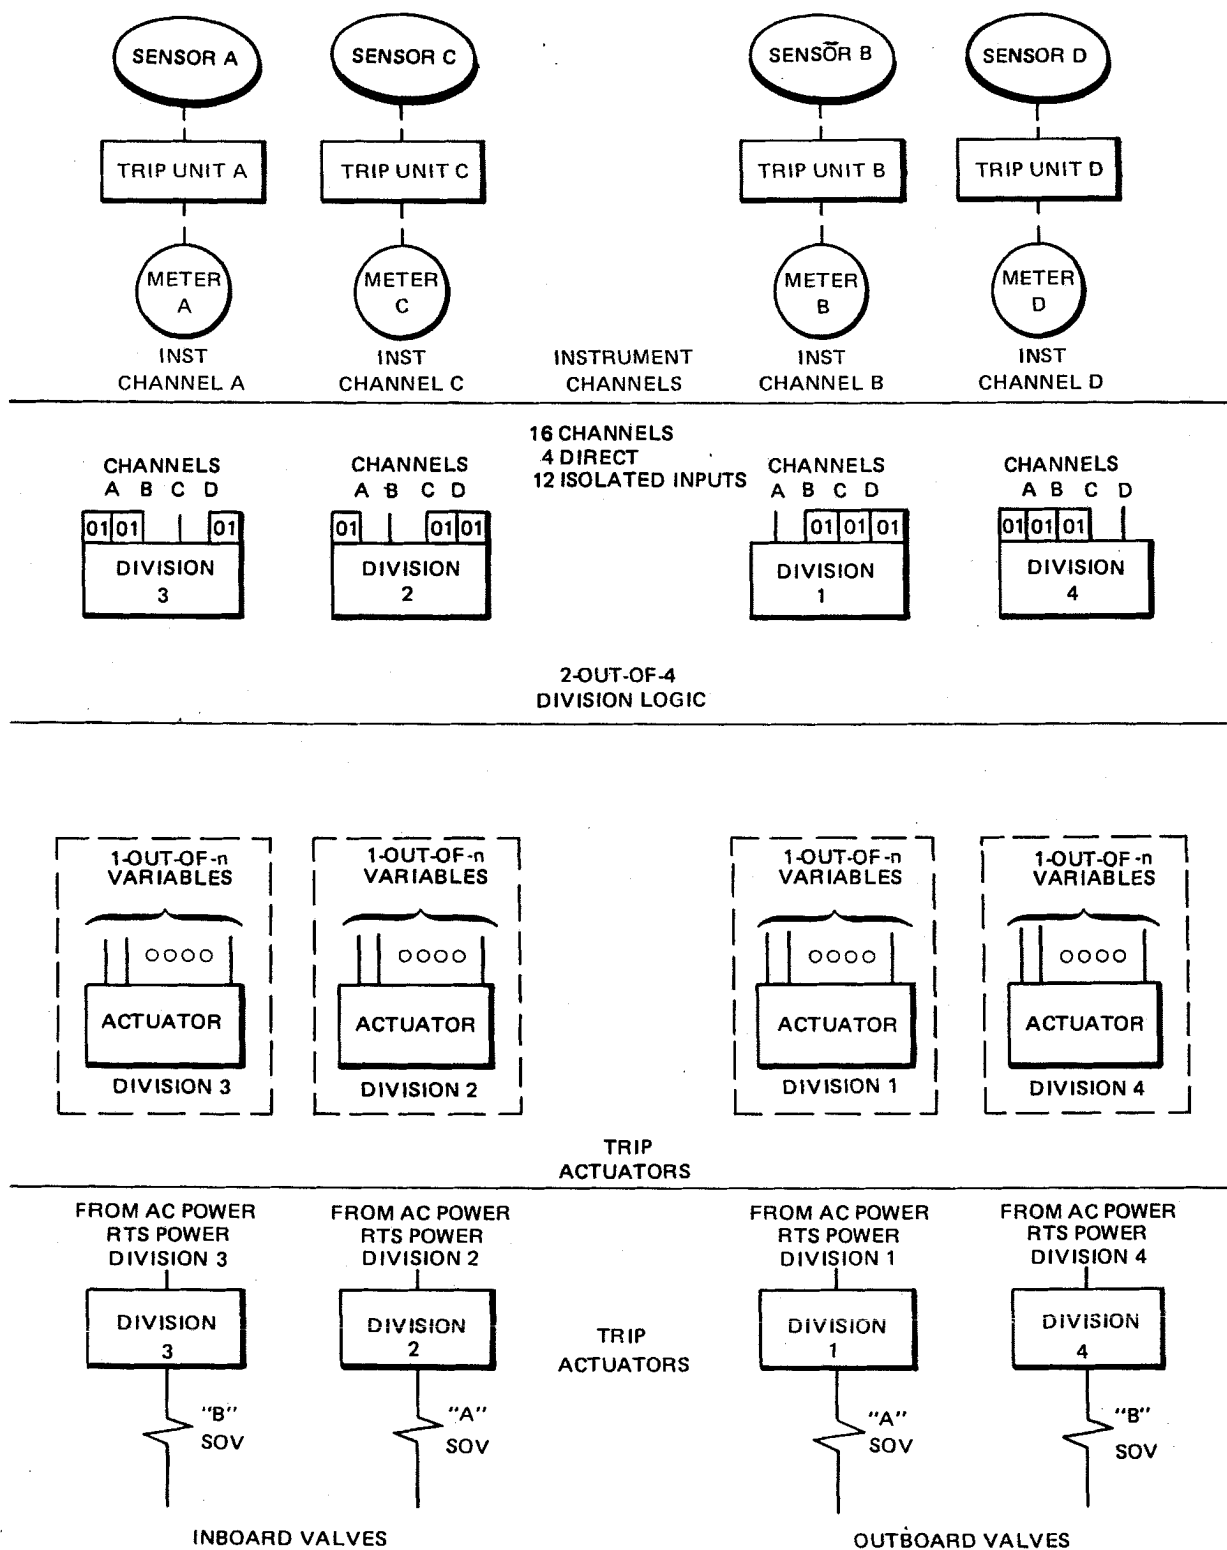 SENSOR A
SENSOR C
SENSOR B
SENSOR D
TRIP UNIT A
TRIP UNIT C
TRIP UNIT B
TRIP UNIT D
METER
A
METER
C
METER
B
METER
D
INST
CHANNEL A
INST
CHANNEL C
INSTRUMENT
CHANNELS
INST
CHANNEL B
INST
CHANNEL D
16 CHANNELS
4 DIRECT
12 ISOLATED INPUTS
CHANNELS
A B C D
01 01 01
DIVISION
3
CHANNELS
A B C D
01 01 01
DIVISION
2
CHANNELS
A B C D
01 01 01
DIVISION
1
CHANNELS
A B C D
01 01 01
DIVISION
4
2-OUT-OF-4
DIVISION LOGIC
1-OUT-OF-n
VARIABLES
ACTUATOR
DIVISION 3
1-OUT-OF-n
VARIABLES
ACTUATOR
DIVISION 2
1-OUT-OF-n
VARIABLES
ACTUATOR
DIVISION 1
1-OUT-OF-n
VARIABLES
ACTUATOR
DIVISION 4
TRIP
ACTUATORS
FROM AC POWER
RTS POWER
DIVISION 3
FROM AC POWER
RTS POWER
DIVISION 2
FROM AC POWER
RTS POWER
DIVISION 1
FROM AC POWER
RTS POWER
DIVISION 4
DIVISION
3
DIVISION
2
TRIP
ACTUATORS
DIVISION
1
DIVISION
4
"B"
SOV
"A"
SOV
"A"
SOV
"B"
SOV
INBOARD VALVES
OUTBOARD VALVES